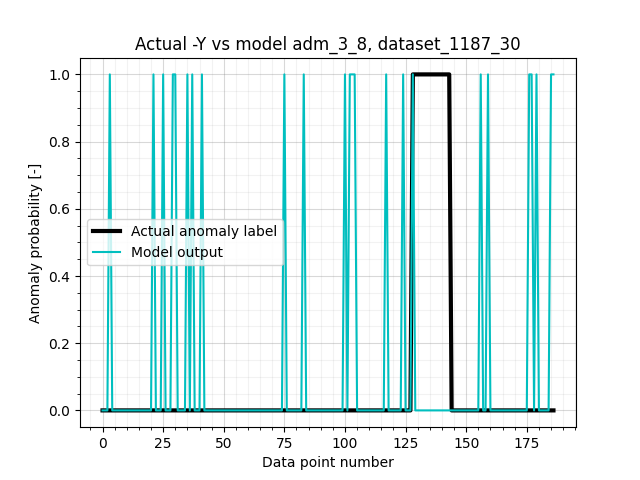 Actual -Y vs model adm_3_8, dataset_1187_30
Anomaly probability [-]
1.0
0.8
0.6
0.4
0.2
0.0
Actual anomaly label
Model output
0 25 50 75 100 125 150 175
Data point number